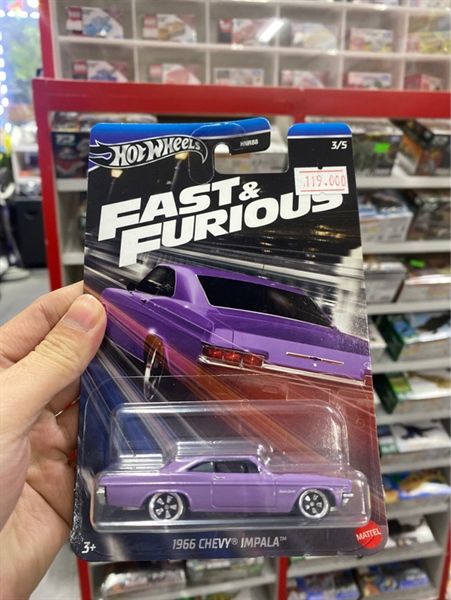 HOT WHEELS
HNR88
3/5
119.000
FAST &
FURIOUS
3+
1966 CHEVY® IMPALA™
MATTEL